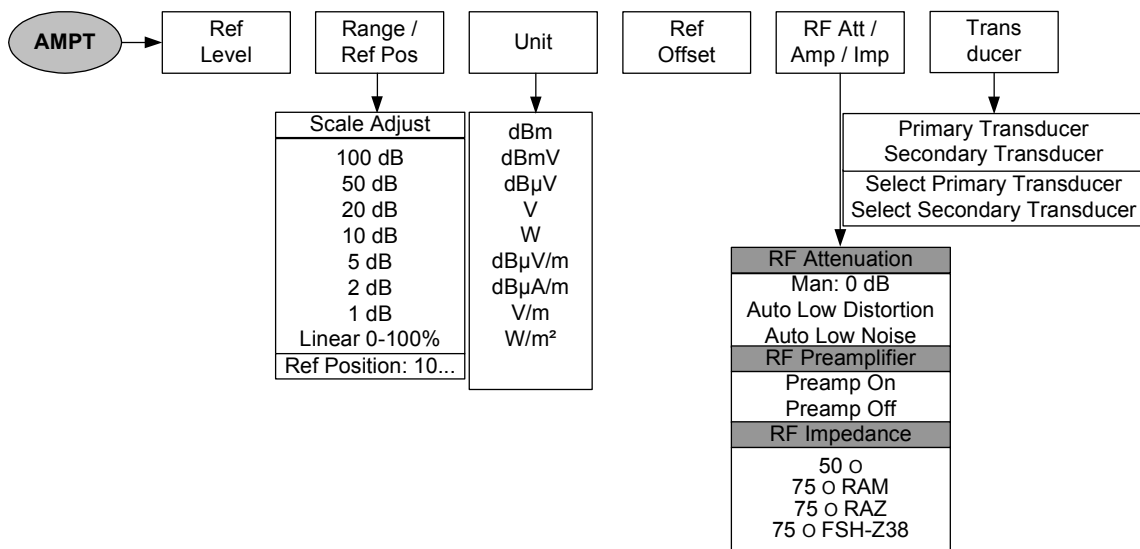 AMPT
Ref
Level
Range /
Ref Pos
Unit
Ref
Offset
RF Att /
Amp / Imp
Trans
ducer
Scale Adjust
100 dB
50 dB
20 dB
10 dB
5 dB
2 dB
1 dB
Linear 0-100%
Ref Position: 10...
dBm
dBmV
dBµV
V
W
dBµV/m
dBµA/m
V/m
W/m²
RF Attenuation
Man: 0 dB
Auto Low Distortion
Auto Low Noise
RF Preamplifier
Preamp On
Preamp Off
RF Impedance
50 O
75 O RAM
75 O RAZ
75 O FSH-Z38
Primary Transducer
Secondary Transducer
Select Primary Transducer
Select Secondary Transducer